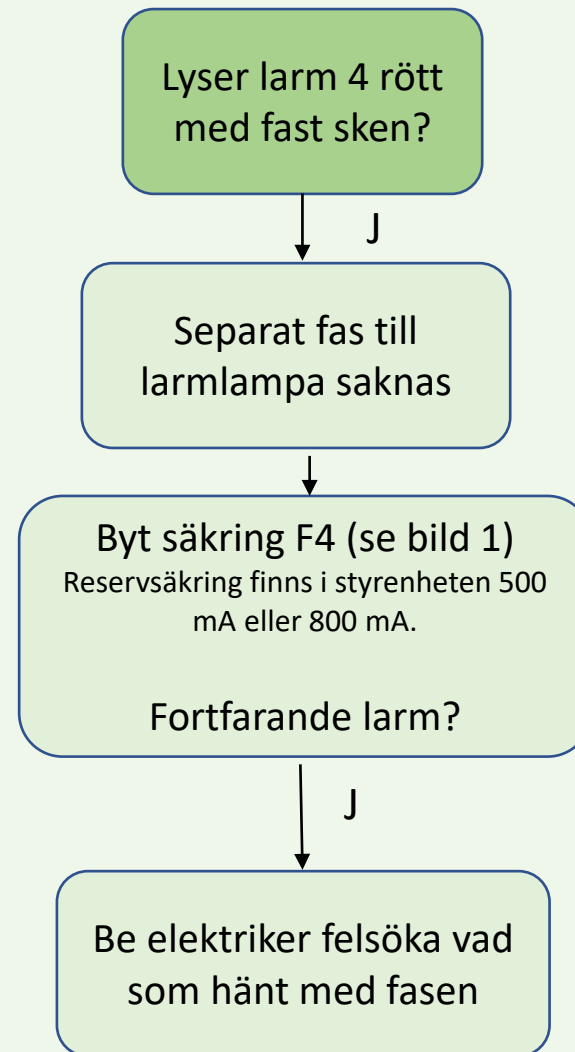 Lyser larm 4 rött
med fast sken?
J
Separat fas till
larmlampa saknas
Byt säkring F4 (se bild 1)
Reservsäkring finns i styrenheten 500
mA eller 800 mA.
Fortfarande larm?
J
Be elektriker felsöka vad
som hänt med fasen